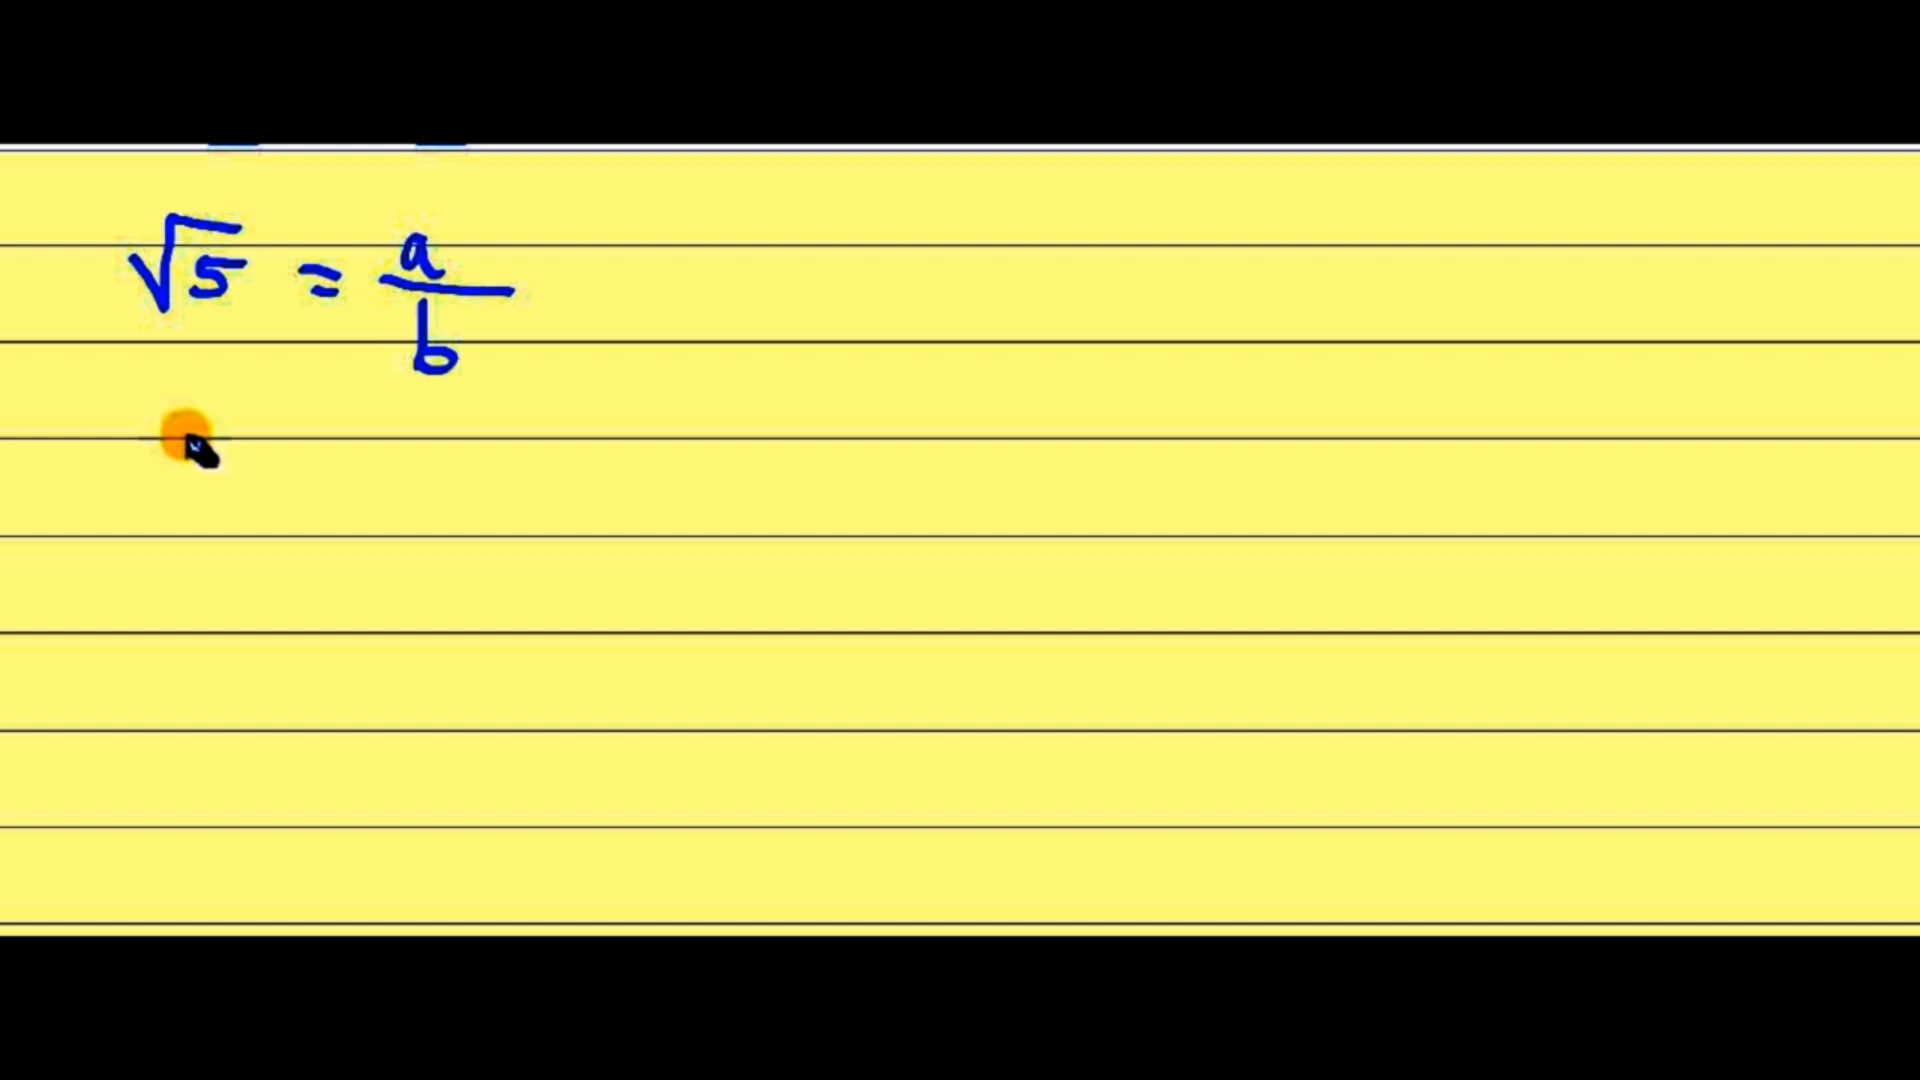 √5 = a/b